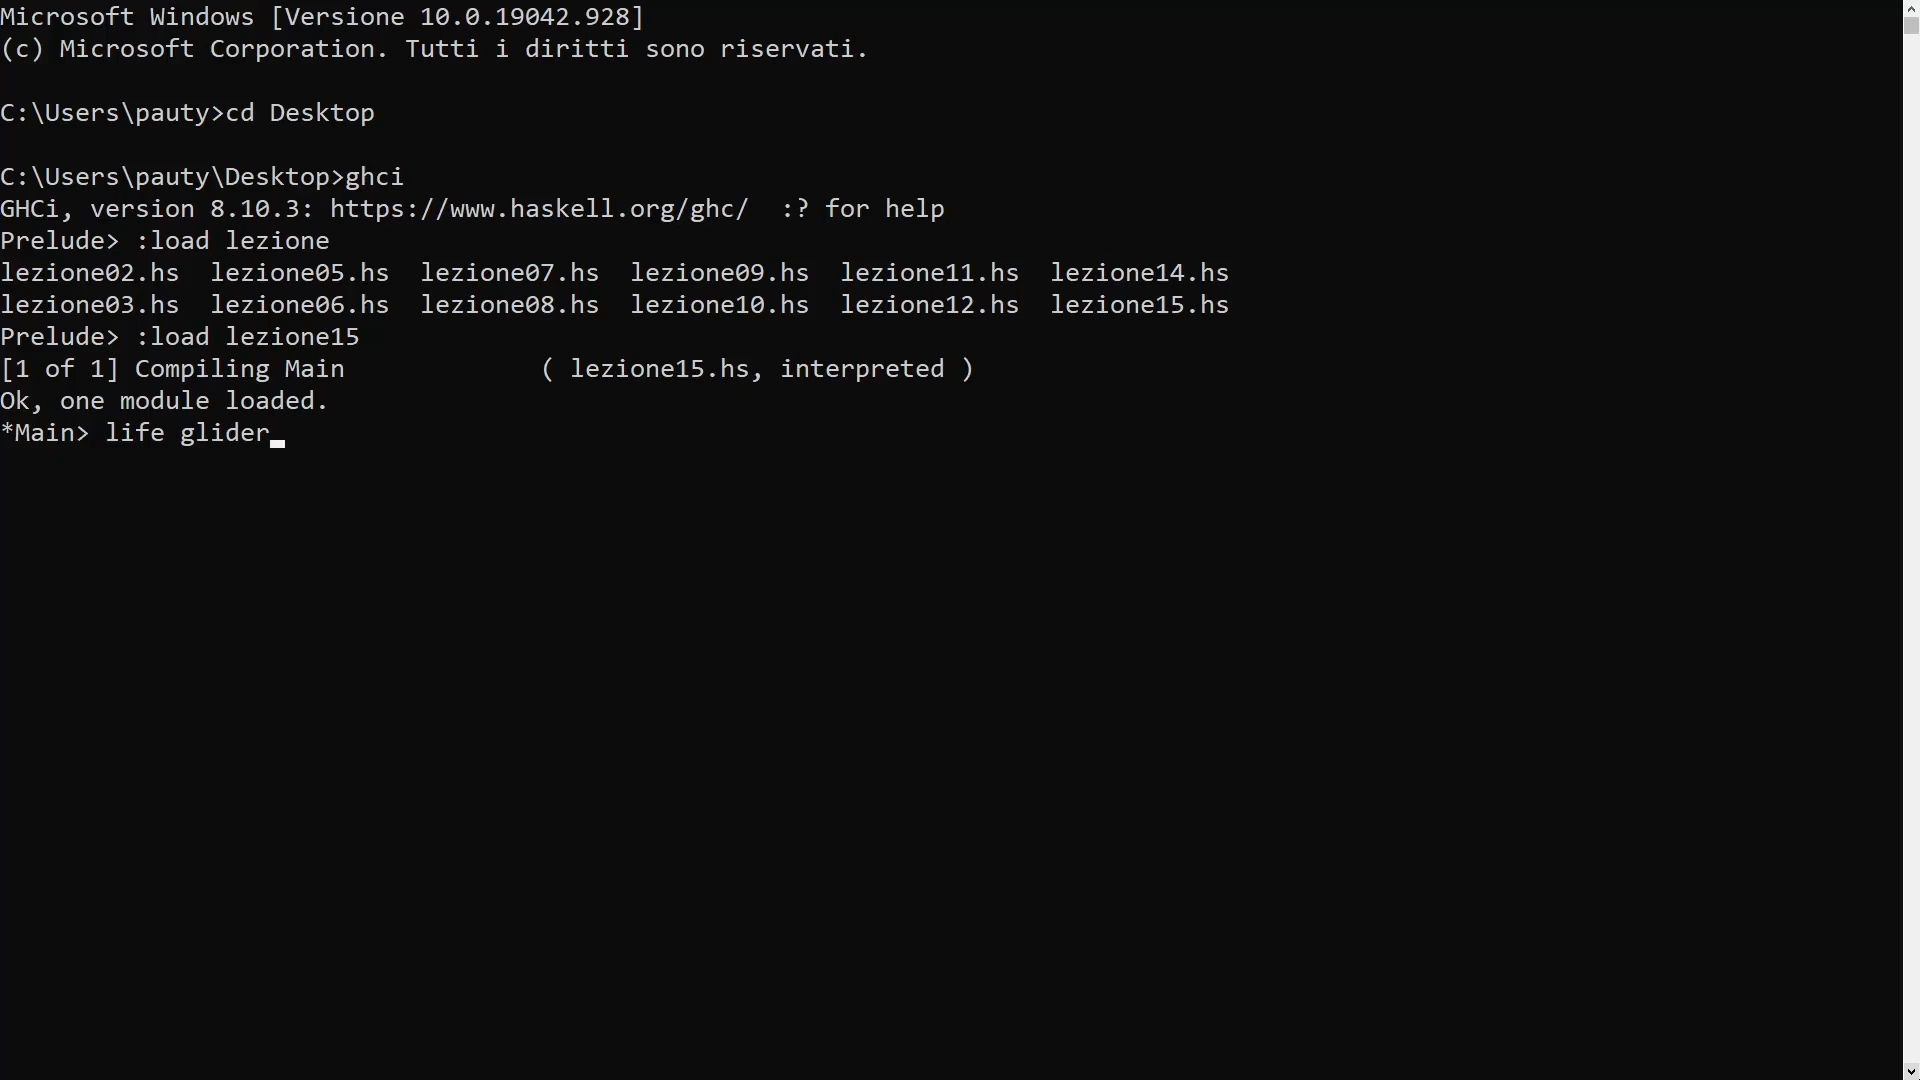 Microsoft Windows [Versione 10.0.19042.928]
(c) Microsoft Corporation. Tutti i diritti sono riservati.
C:\Users\pauty>cd Desktop
C:\Users\pauty\Desktop>ghci
GHCi, version 8.10.3: https://www.haskell.org/ghc/  :? for help
Prelude> :load lezione
lezione02.hs  lezione05.hs  lezione07.hs  lezione09.hs  lezione11.hs  lezione14.hs
lezione03.hs  lezione06.hs  lezione08.hs  lezione10.hs  lezione12.hs  lezione15.hs
Prelude> :load lezione15
[1 of 1] Compiling Main             ( lezione15.hs, interpreted )
Ok, one module loaded.
*Main> life glider